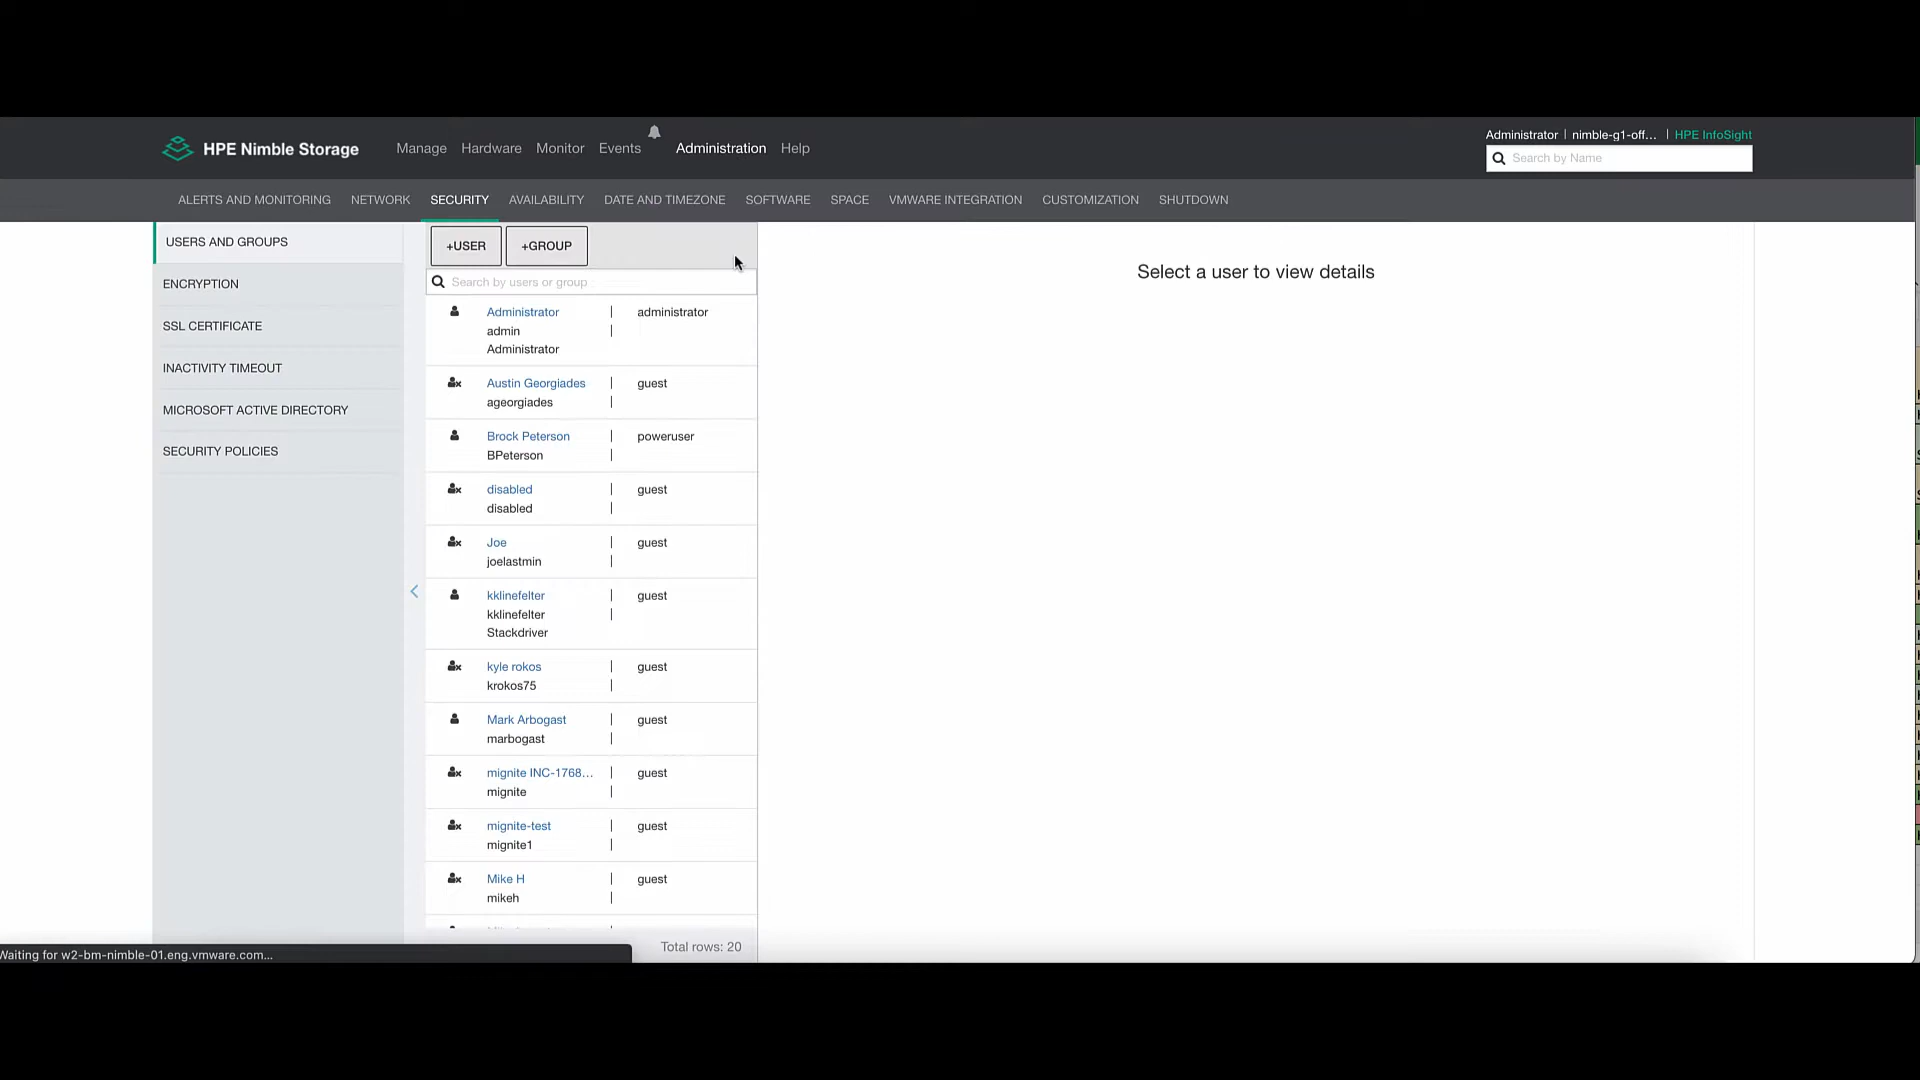 HPE Nimble Storage
Manage Hardware Monitor Events Administration Help
Administrator | nimble-g1-off... | HPE InfoSight
Search by Name
ALERTS AND MONITORING NETWORK SECURITY AVAILABILITY DATE AND TIMEZONE SOFTWARE SPACE VMWARE INTEGRATION CUSTOMIZATION SHUTDOWN
USERS AND GROUPS
ENCRYPTION
SSL CERTIFICATE
INACTIVITY TIMEOUT
MICROSOFT ACTIVE DIRECTORY
SECURITY POLICIES
+USER +GROUP
Search by users or group
Administrator | administrator
admin |
Administrator
Austin Georgiades | guest
ageorgiades |
Brock Peterson | poweruser
BPeterson |
disabled | guest
disabled |
Joe | guest
joelastmin |
kklinefelter | guest
kklinefelter |
Stackdriver
kyle rokos | guest
krokos75 |
Mark Arbogast | guest
marbogast |
mignite INC-1768... | guest
mignite |
mignite-test | guest
mignite1 |
Mike H | guest
mikeh |
Total rows: 20
Select a user to view details
Waiting for w2-bm-nimble-01.eng.vmware.com...